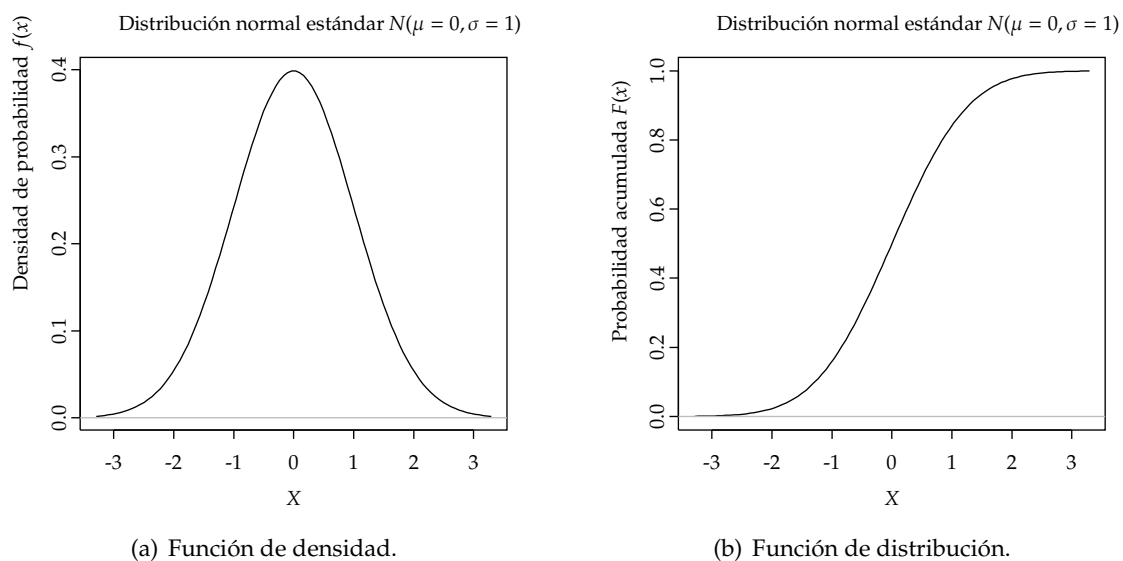 Distribución normal estándar N(μ = 0, σ = 1)
Densidad de probabilidad f(x)
0.4
0.3
0.2
0.1
0.0
-3 -2 -1 0 1 2 3
X
(a) Función de densidad.
Distribución normal estándar N(μ = 0, σ = 1)
Probabilidad acumulada F(x)
1.0
0.8
0.6
0.4
0.2
0.0
-3 -2 -1 0 1 2 3
X
(b) Función de distribución.